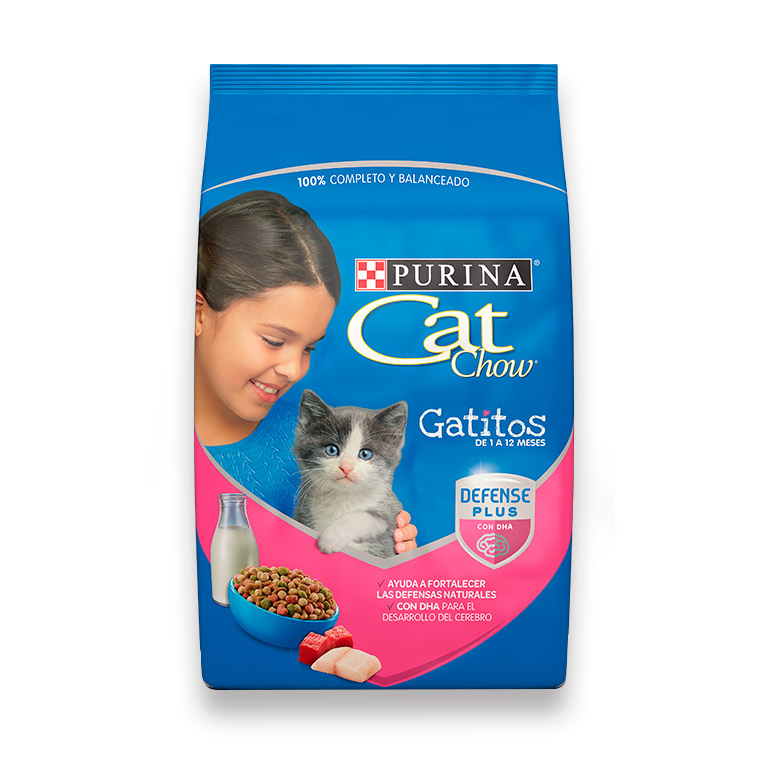 100% COMPLETO Y BALANCEADO
PURINA®
Cat
Chow®
Gatitos
DE 1 A 12 MESES
DEFENSE
PLUS
CON DHA
✓ AYUDA A FORTALECER
LAS DEFENSAS NATURALES
✓ CON DHA PARA EL
DESARROLLO DEL CEREBRO